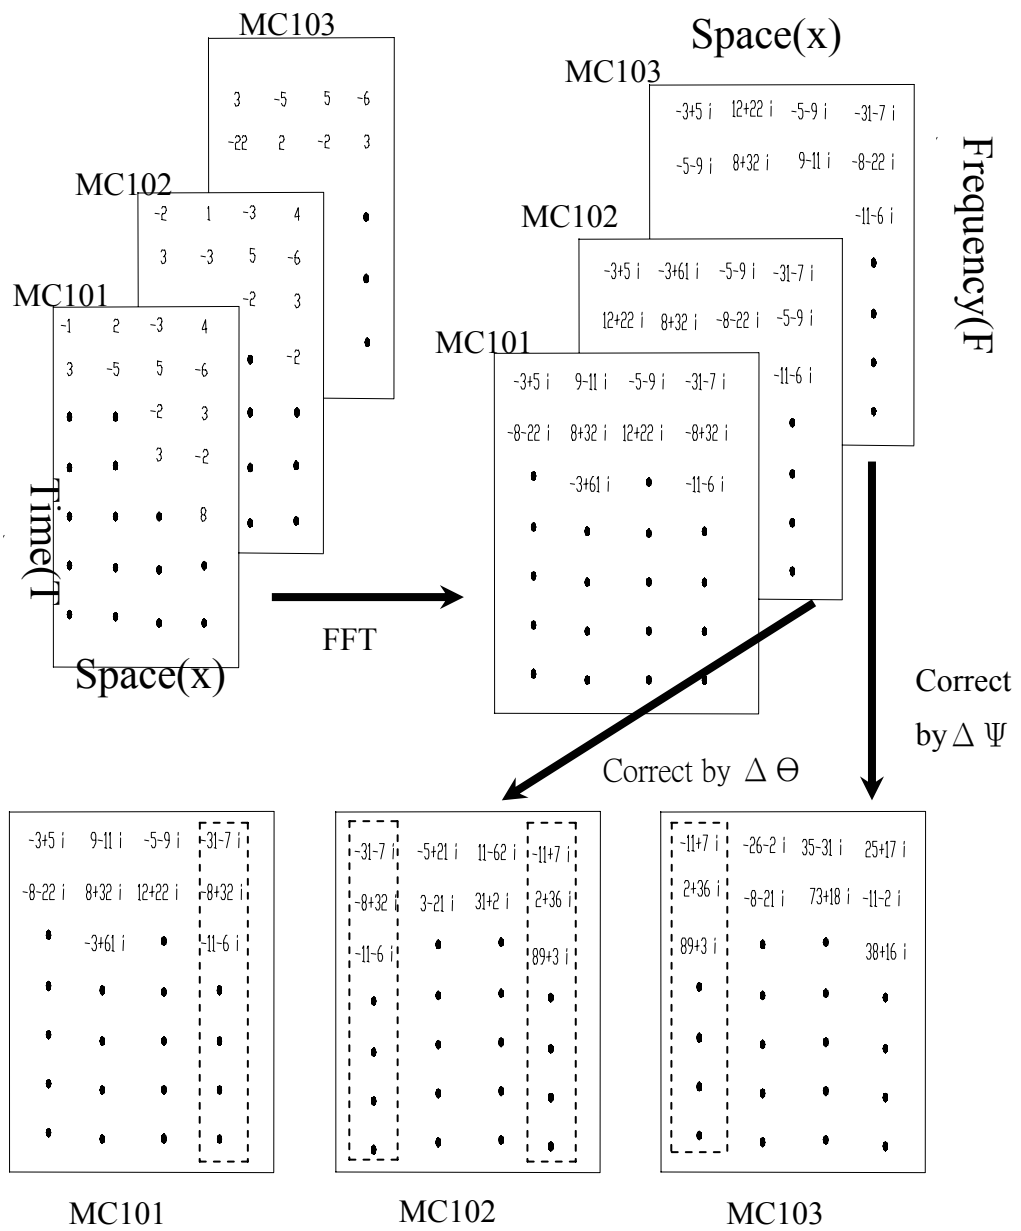 MC103
3 -5 5 -6
-22 2 -2 3
MC102
-2 1 -3 4
3 -3 5 -6
-2 3
-2
MC101
-1 2 -3 4
3 -5 5 -6
-2 3
3 -2
8
Time(T
Space(x)
FFT
Space(x)
MC103
-3+5 i 12+22 i -5-9 i -31-7 i
-5-9 i 8+32 i 9-11 i -8-22 i
-11-6 i
Frequency(F
MC102
-3+5 i -3+61 i -5-9 i -31-7 i
12+22 i 8+32 i -8-22 i -5-9 i
-11-6 i
MC101
-3+5 i 9-11 i -5-9 i -31-7 i
-8-22 i 8+32 i 12+22 i -8+32 i
-3+61 i -11-6 i
Correct
by Δ Ψ
Correct by Δ Θ
-3+5 i 9-11 i -5-9 i -31-7 i
-8-22 i 8+32 i 12+22 i -8+32 i
-3+61 i -11-6 i
MC101
-31-7 i -5+21 i 11-62 i -11+7 i
-8+32 i 3-21 i 31+2 i 2+36 i
-11-6 i 89+3 i
MC102
-11+7 i -26-2 i 35-31 i 25+17 i
2+36 i -8-21 i 73+18 i -11-2 i
89+3 i 38+16 i
MC103